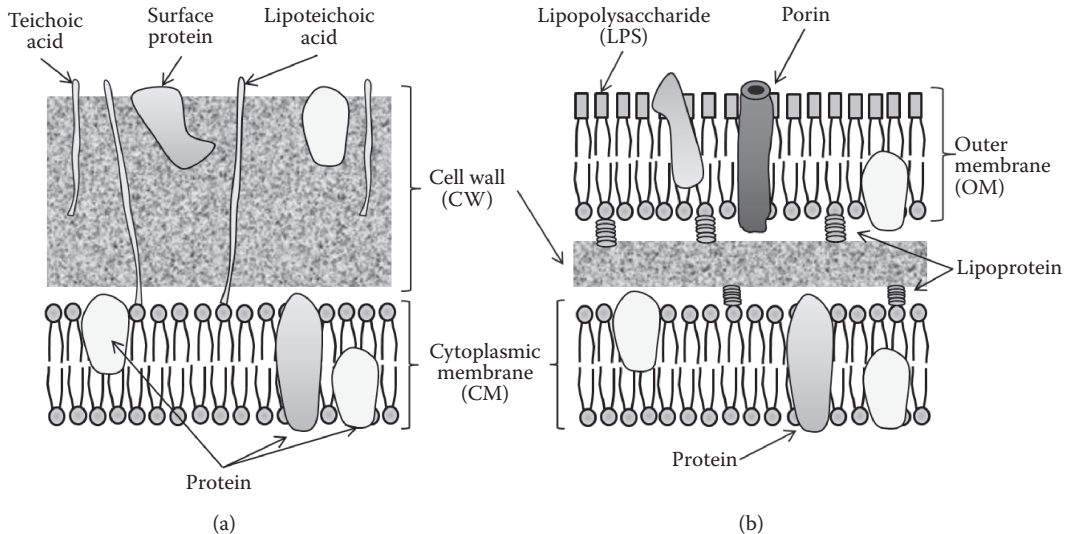 Teichoic
acid
Surface
protein
Lipoteichoic
acid
Cell wall
(CW)
Cytoplasmic
membrane
(CM)
Protein
(a)
Lipopolysaccharide
(LPS)
Porin
Outer
membrane
(OM)
Lipoprotein
Protein
(b)